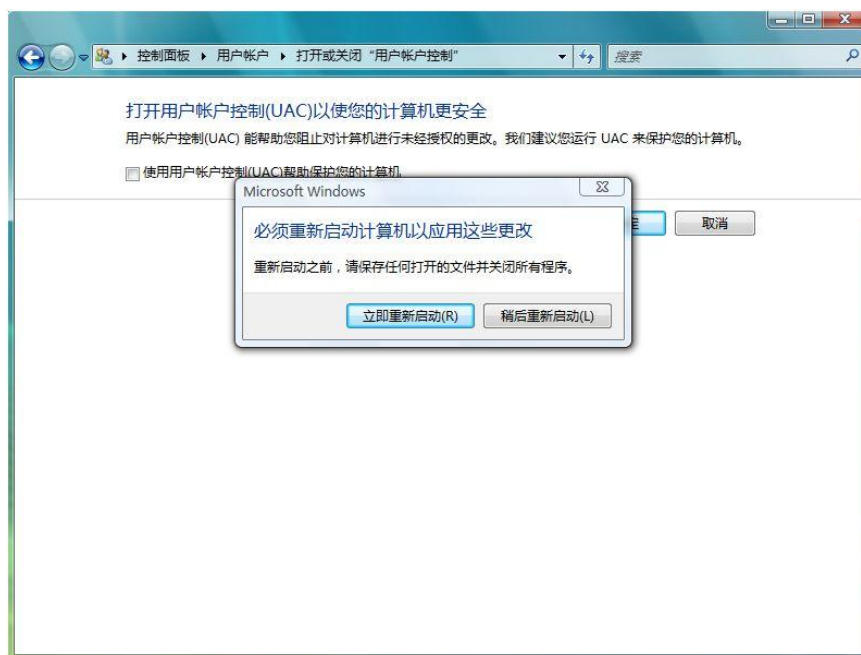 控制面板 用户帐户 打开或关闭“用户帐户控制” 搜索
打开用户帐户控制(UAC)以使您的计算机更安全
用户帐户控制(UAC) 能帮助您阻止对计算机进行未经授权的更改。我们建议您运行 UAC 来保护您的计算机。
使用用户帐户控制(UAC)帮助保护您的计算机
Microsoft Windows
取消
必须重新启动计算机以应用这些更改
重新启动之前，请保存任何打开的文件并关闭所有程序。
立即重新启动(R) 稍后重新启动(L)